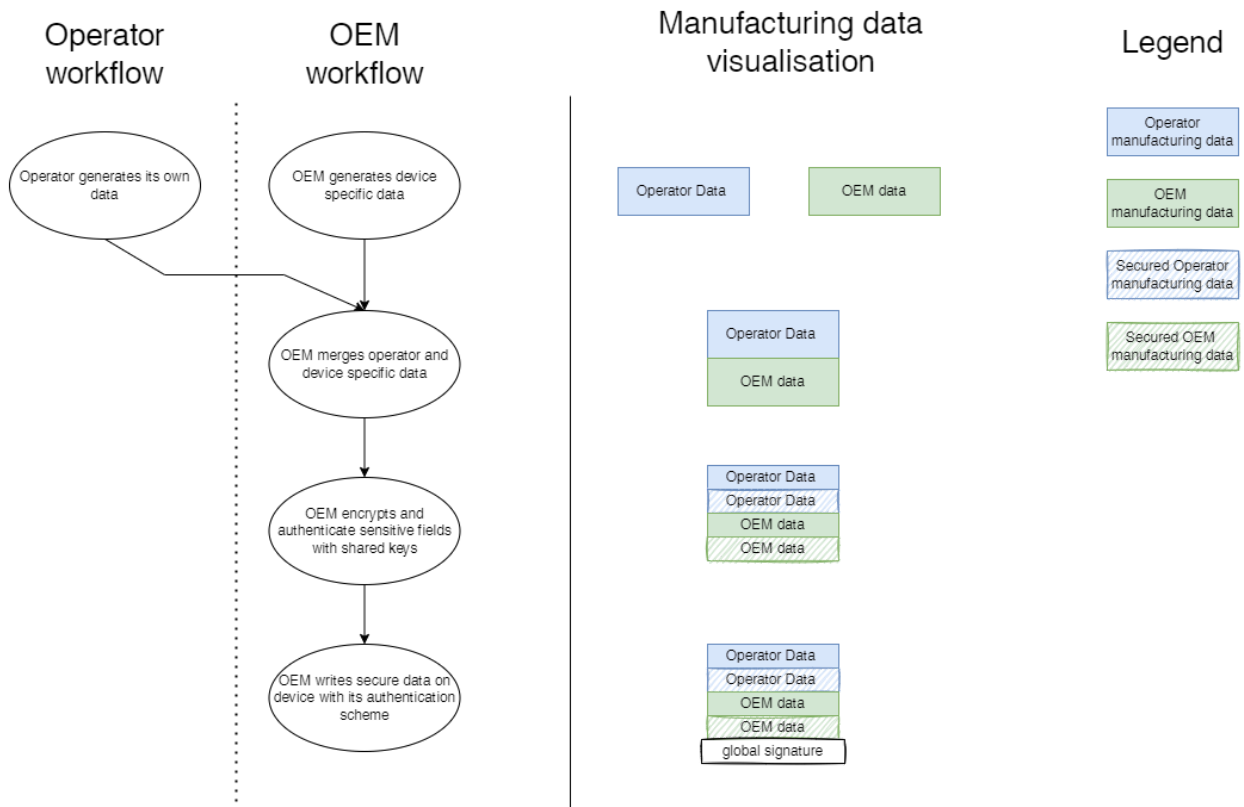 Operator
workflow
OEM
workflow
Manufacturing data
visualisation
Legend
Operator generates its own
data
OEM generates device
specific data
Operator Data
OEM data
Operator
manufacturing data
OEM
manufacturing data
Secured Operator
manufacturing data
Secured OEM
manufacturing data
OEM merges operator and
device specific data
Operator Data
OEM data
OEM encrypts and
authenticate sensitive fields
with shared keys
Operator Data
Operator Data
OEM data
OEM data
OEM writes secure data on
device with its authentication
scheme
Operator Data
Operator Data
OEM data
OEM data
global signature